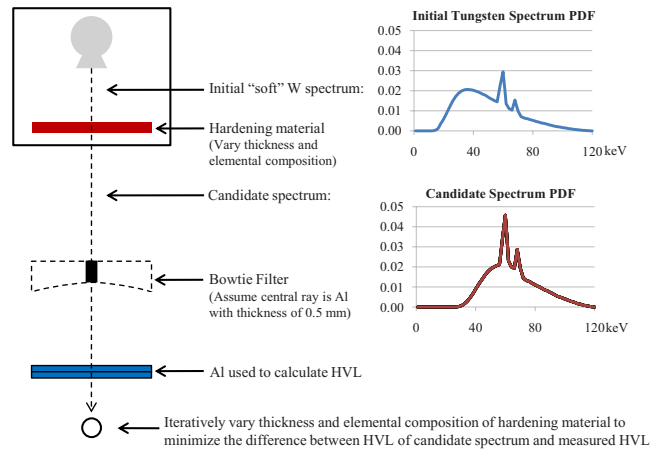 Initial Tungsten Spectrum PDF
0.05
0.04
0.03
0.02
0.01
0.00
0
40
80
120 keV
Initial “soft” W spectrum:
Hardening material
(Vary thickness and
elemental composition)
Candidate spectrum:
Candidate Spectrum PDF
0.05
0.04
0.03
0.02
0.01
0.00
0
40
80
120 keV
Bowtie Filter
(Assume central ray is Al
with thickness of 0.5 mm)
Al used to calculate HVL
Iteratively vary thickness and elemental composition of hardening material to
minimize the difference between HVL of candidate spectrum and measured HVL